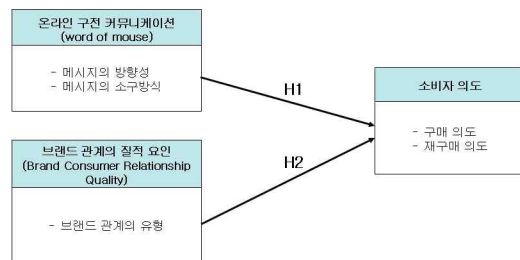 온라인 구전 커뮤니케이션
(word of mouse)
- 메시지의 방향성
- 메시지의 소구방식
H1
소비자 의도
- 구매 의도
- 재구매 의도
브랜드 관계의 질적 요인
(Brand Consumer Relationship
Quality)
- 브랜드 관계의 유형
H2